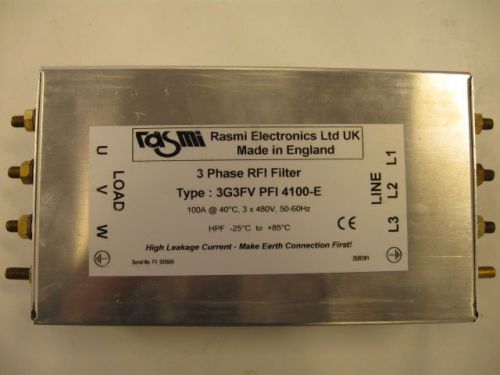 rasmi
Rasmi Electronics Ltd UK
Made in England
3 Phase RFI Filter
Type : 3G3FV PFI 4100-E
100A @ 40°C, 3 x 480V, 50-60Hz
HPF -25°C to +85°C
CE
High Leakage Current - Make Earth Connection First!
LOAD
U V W
LINE
L3 L2 L1